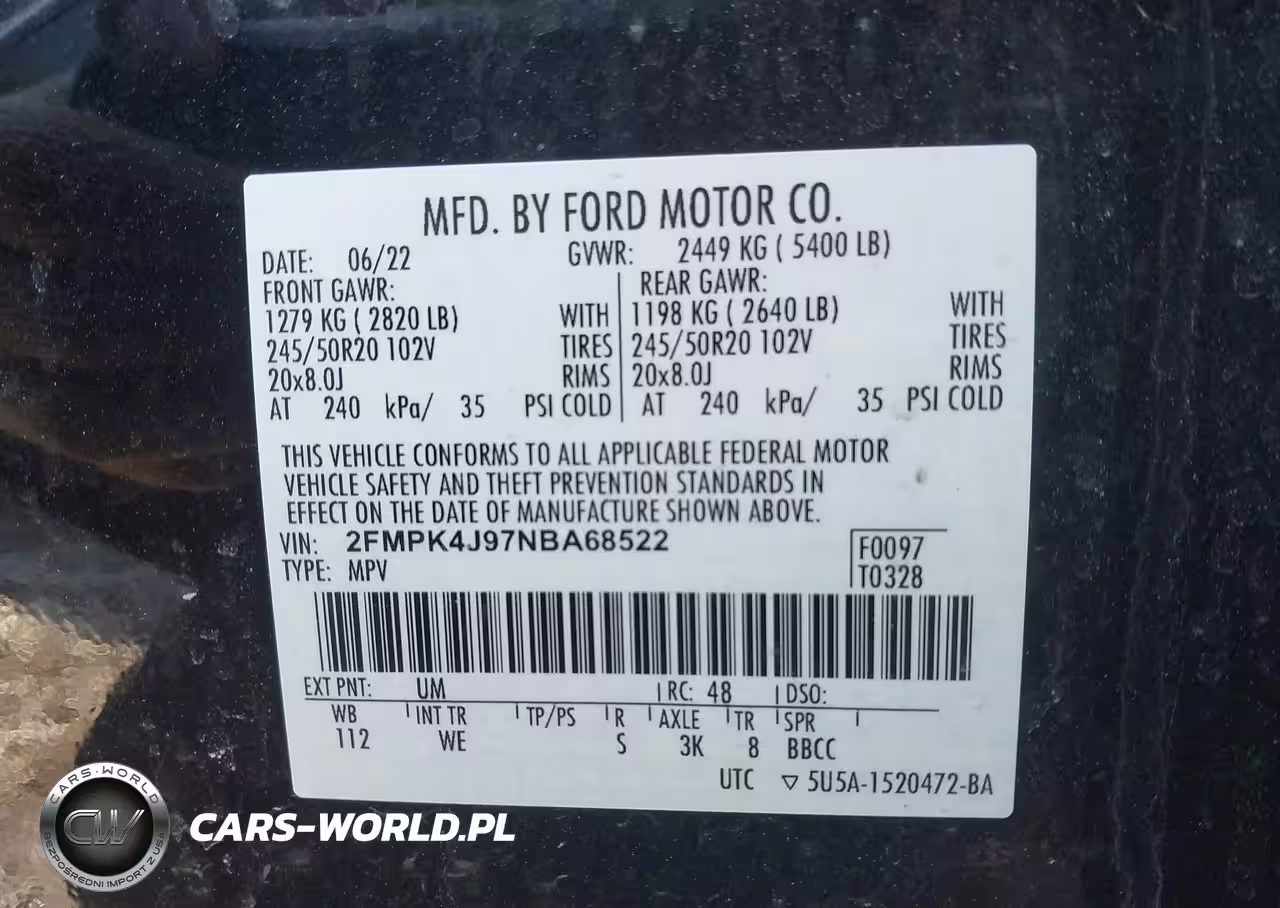 MFD. BY FORD MOTOR CO.
DATE: 06/22 GVWR: 2449 KG ( 5400 LB)
FRONT GAWR: REAR GAWR:
1279 KG ( 2820 LB) WITH 1198 KG ( 2640 LB) WITH
245/50R20 102V TIRES 245/50R20 102V TIRES
20x8.0J RIMS 20x8.0J RIMS
AT 240 kPa/ 35 PSI COLD AT 240 kPa/ 35 PSI COLD
THIS VEHICLE CONFORMS TO ALL APPLICABLE FEDERAL MOTOR
VEHICLE SAFETY AND THEFT PREVENTION STANDARDS IN
EFFECT ON THE DATE OF MANUFACTURE SHOWN ABOVE.
VIN: 2FMPK4J97NBA68522
TYPE: MPV
F0097
T0328
EXT PNT: UM RC: 48 DSO:
WB INT TR TP/PS R AXLE TR SPR
112 WE S 3K 8 BBCC
UTC ▽ 5U5A-1520472-BA
CARS-WORLD
CW
BEZPOŚREDNI IMPORT Z USA
CARS-WORLD.PL